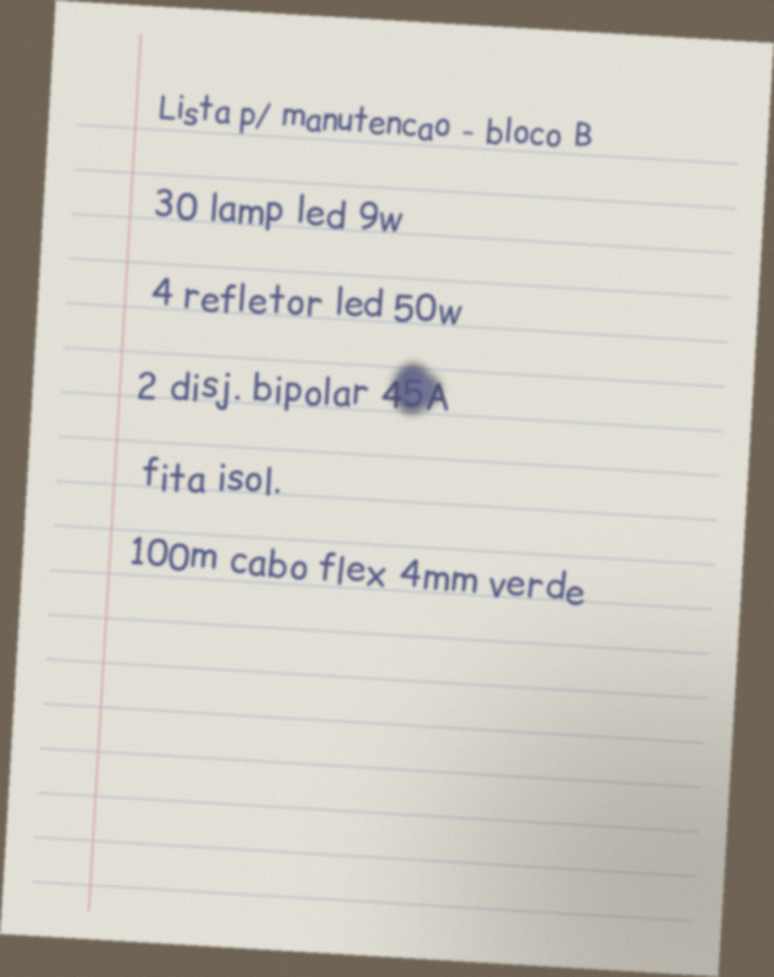 Lista p/ manutencao - bloco B
30 lamp led 9w
4 refletor led 50w
2 disj. bipolar
fita isol.
100m cabo flex 4mm verde